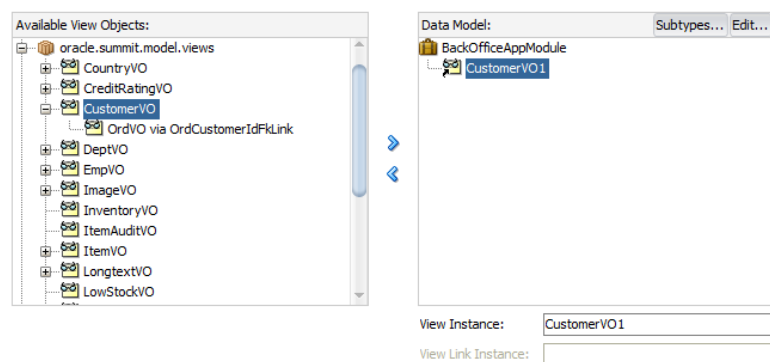 Available View Objects:
oracle.summit.model.views
CountryVO
CreditRatingVO
CustomerVO
OrdVO via OrdCustomerIdFkLink
DeptVO
EmpVO
ImageVO
InventoryVO
ItemAuditVO
ItemVO
LongtextVO
LowStockVO
Data Model:
Subtypes... Edit...
BackOfficeAppModule
CustomerVO1
View Instance: CustomerVO1
View Link Instance: